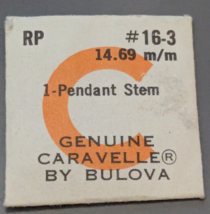 RP #16-3
14.69 m/m
1-Pendant Stem
GENUINE
CARAVELLE®
BY BULOVA